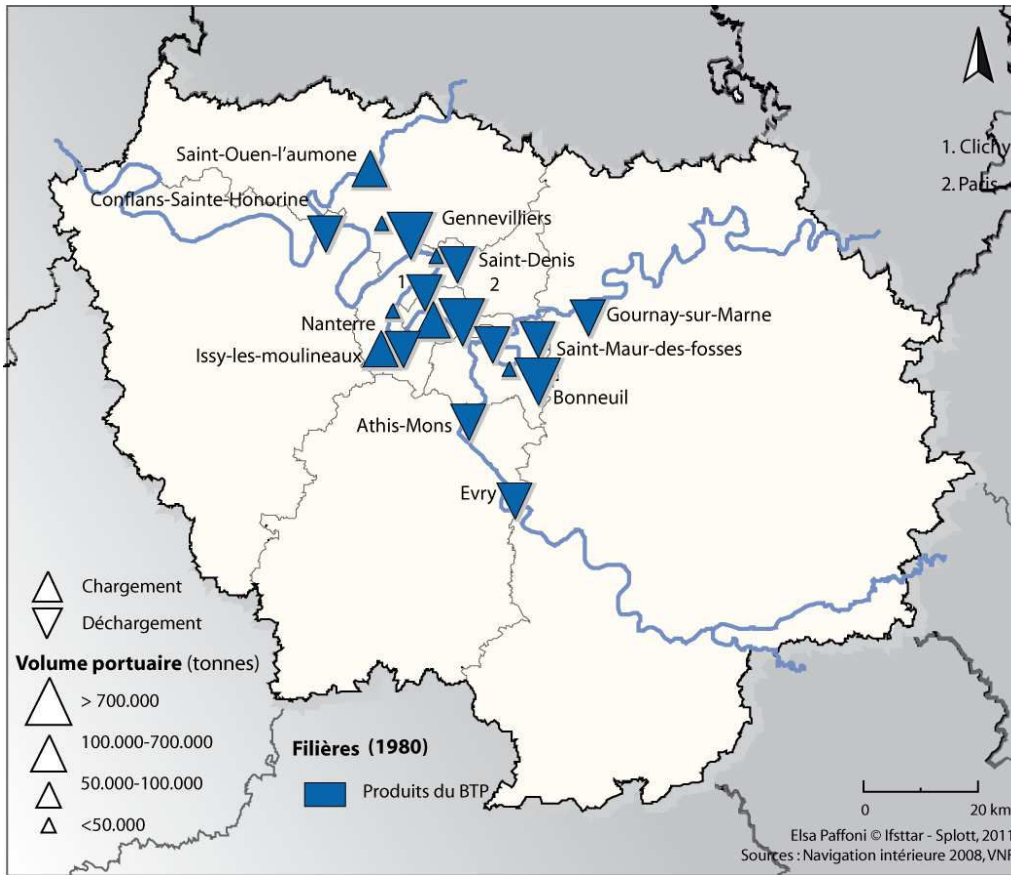 1. Clichy
2. Paris
Saint-Ouen-l'aumone
Conflans-Sainte-Honorine
Gennevilliers
Saint-Denis
1
2
Nanterre
Gournay-sur-Marne
Issy-les-moulineaux
Saint-Maur-des-fosses
Bonneuil
Athis-Mons
Evry
Chargement
Déchargement
Volume portuaire (tonnes)
> 700.000
100.000-700.000
50.000-100.000
<50.000
Filières (1980)
Produits du BTP
0 20 km
Elsa Paffoni © Ifsttar - Splott, 2011
Sources : Navigation intérieure 2008, VNF